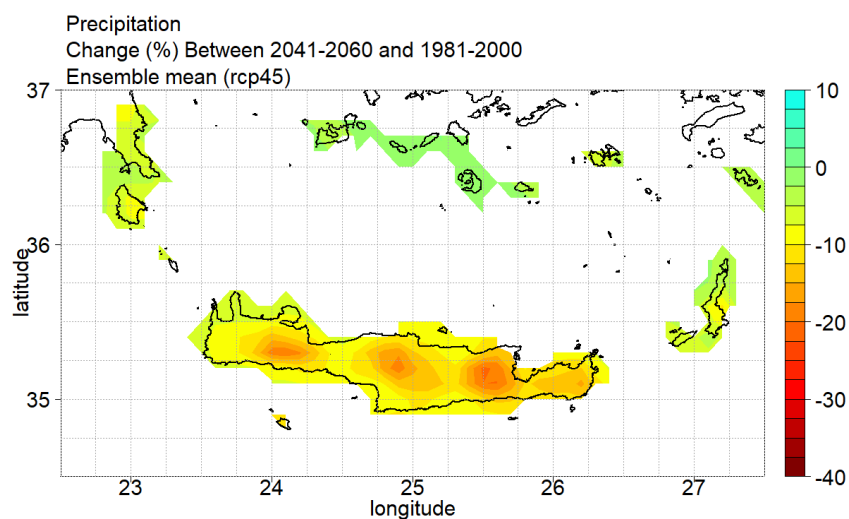 Precipitation
Change (%) Between 2041-2060 and 1981-2000
Ensemble mean (rcp45)
37
36
35
latitude
23
24
25
26
27
longitude
10
0
-10
-20
-30
-40